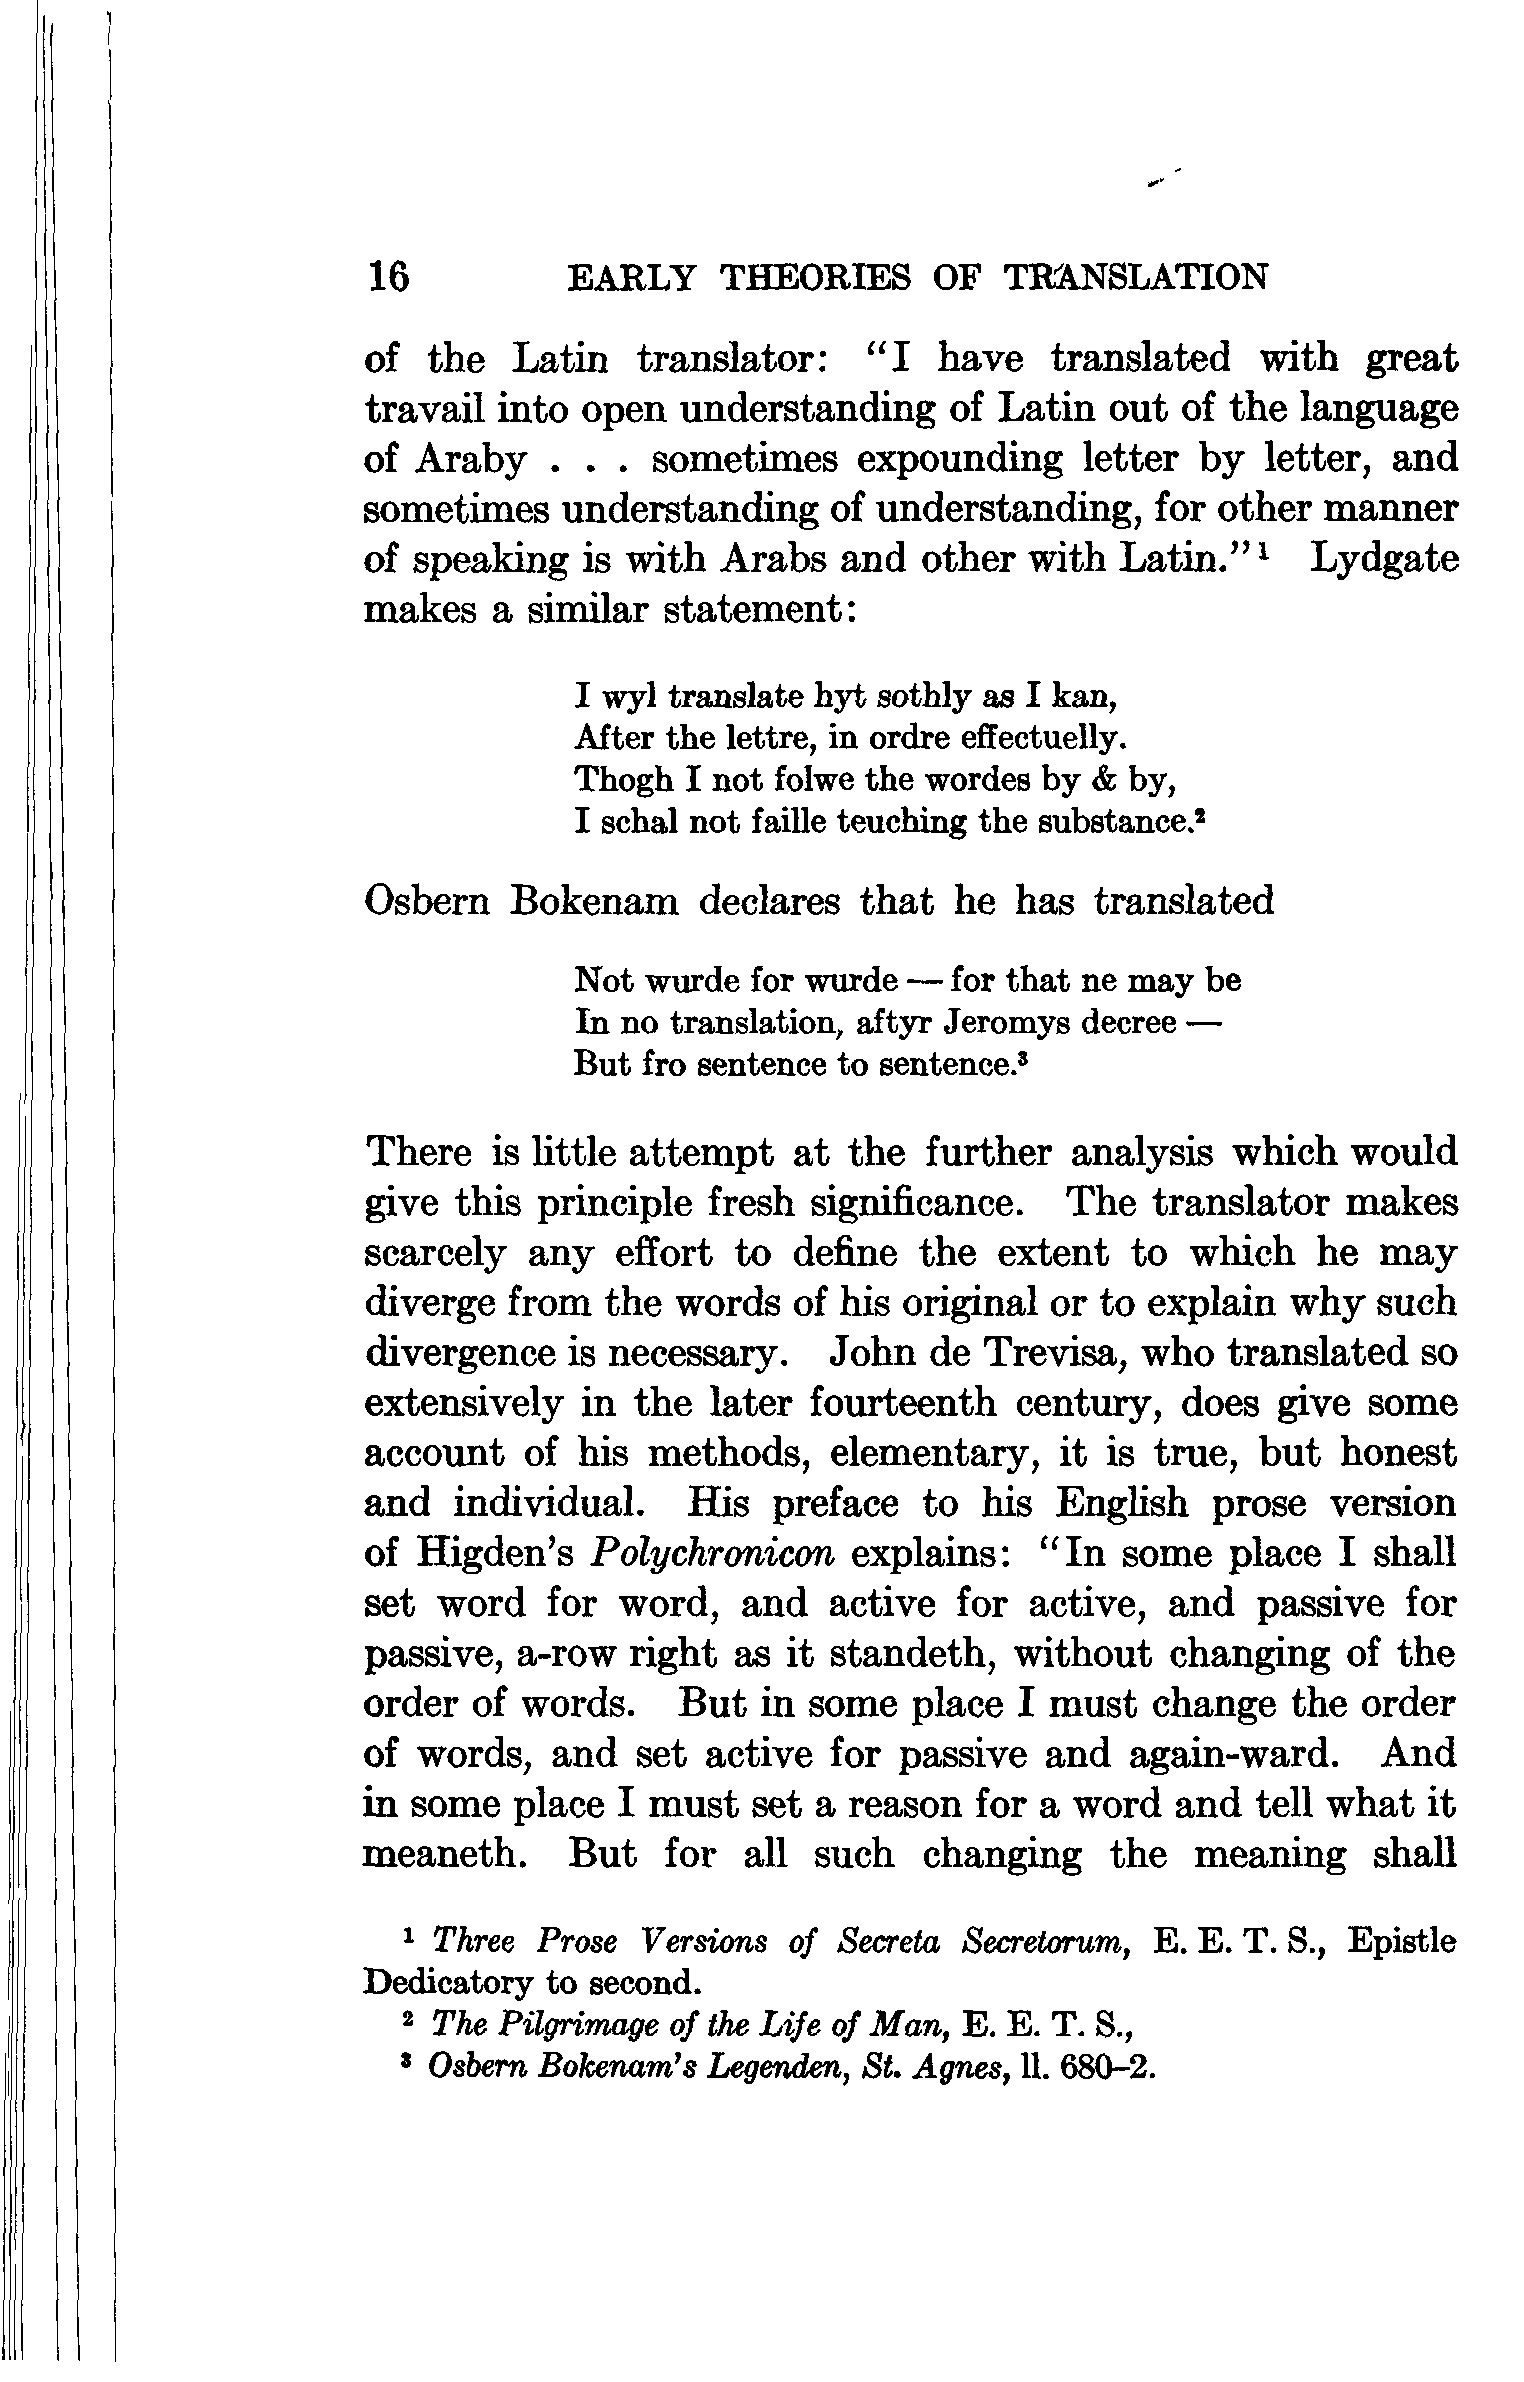 16 EARLY THEORIES OF TRANSLATION
of the Latin translator: “I have translated with great
travail into open understanding of Latin out of the language
of Araby . . . sometimes expounding letter by letter, and
sometimes understanding of understanding, for other manner
of speaking is with Arabs and other with Latin.”¹ Lydgate
makes a similar statement:
I wyl translate hyt sothly as I kan,
After the lettre, in ordre effectuelly.
Thogh I not folwe the wordes by & by,
I schal not faille teuching the substance.²
Osbern Bokenam declares that he has translated
Not wurde for wurde — for that ne may be
In no translation, aftyr Jeromys decree —
But fro sentence to sentence.³
There is little attempt at the further analysis which would
give this principle fresh significance. The translator makes
scarcely any effort to define the extent to which he may
diverge from the words of his original or to explain why such
divergence is necessary. John de Trevisa, who translated so
extensively in the later fourteenth century, does give some
account of his methods, elementary, it is true, but honest
and individual. His preface to his English prose version
of Higden’s Polychronicon explains: “In some place I shall
set word for word, and active for active, and passive for
passive, a-row right as it standeth, without changing of the
order of words. But in some place I must change the order
of words, and set active for passive and again-ward. And
in some place I must set a reason for a word and tell what it
meaneth. But for all such changing the meaning shall
¹ Three Prose Versions of Secreta Secretorum, E. E. T. S., Epistle
Dedicatory to second.
² The Pilgrimage of the Life of Man, E. E. T. S.,
³ Osbern Bokenam’s Legenden, St. Agnes, ll. 680–2.